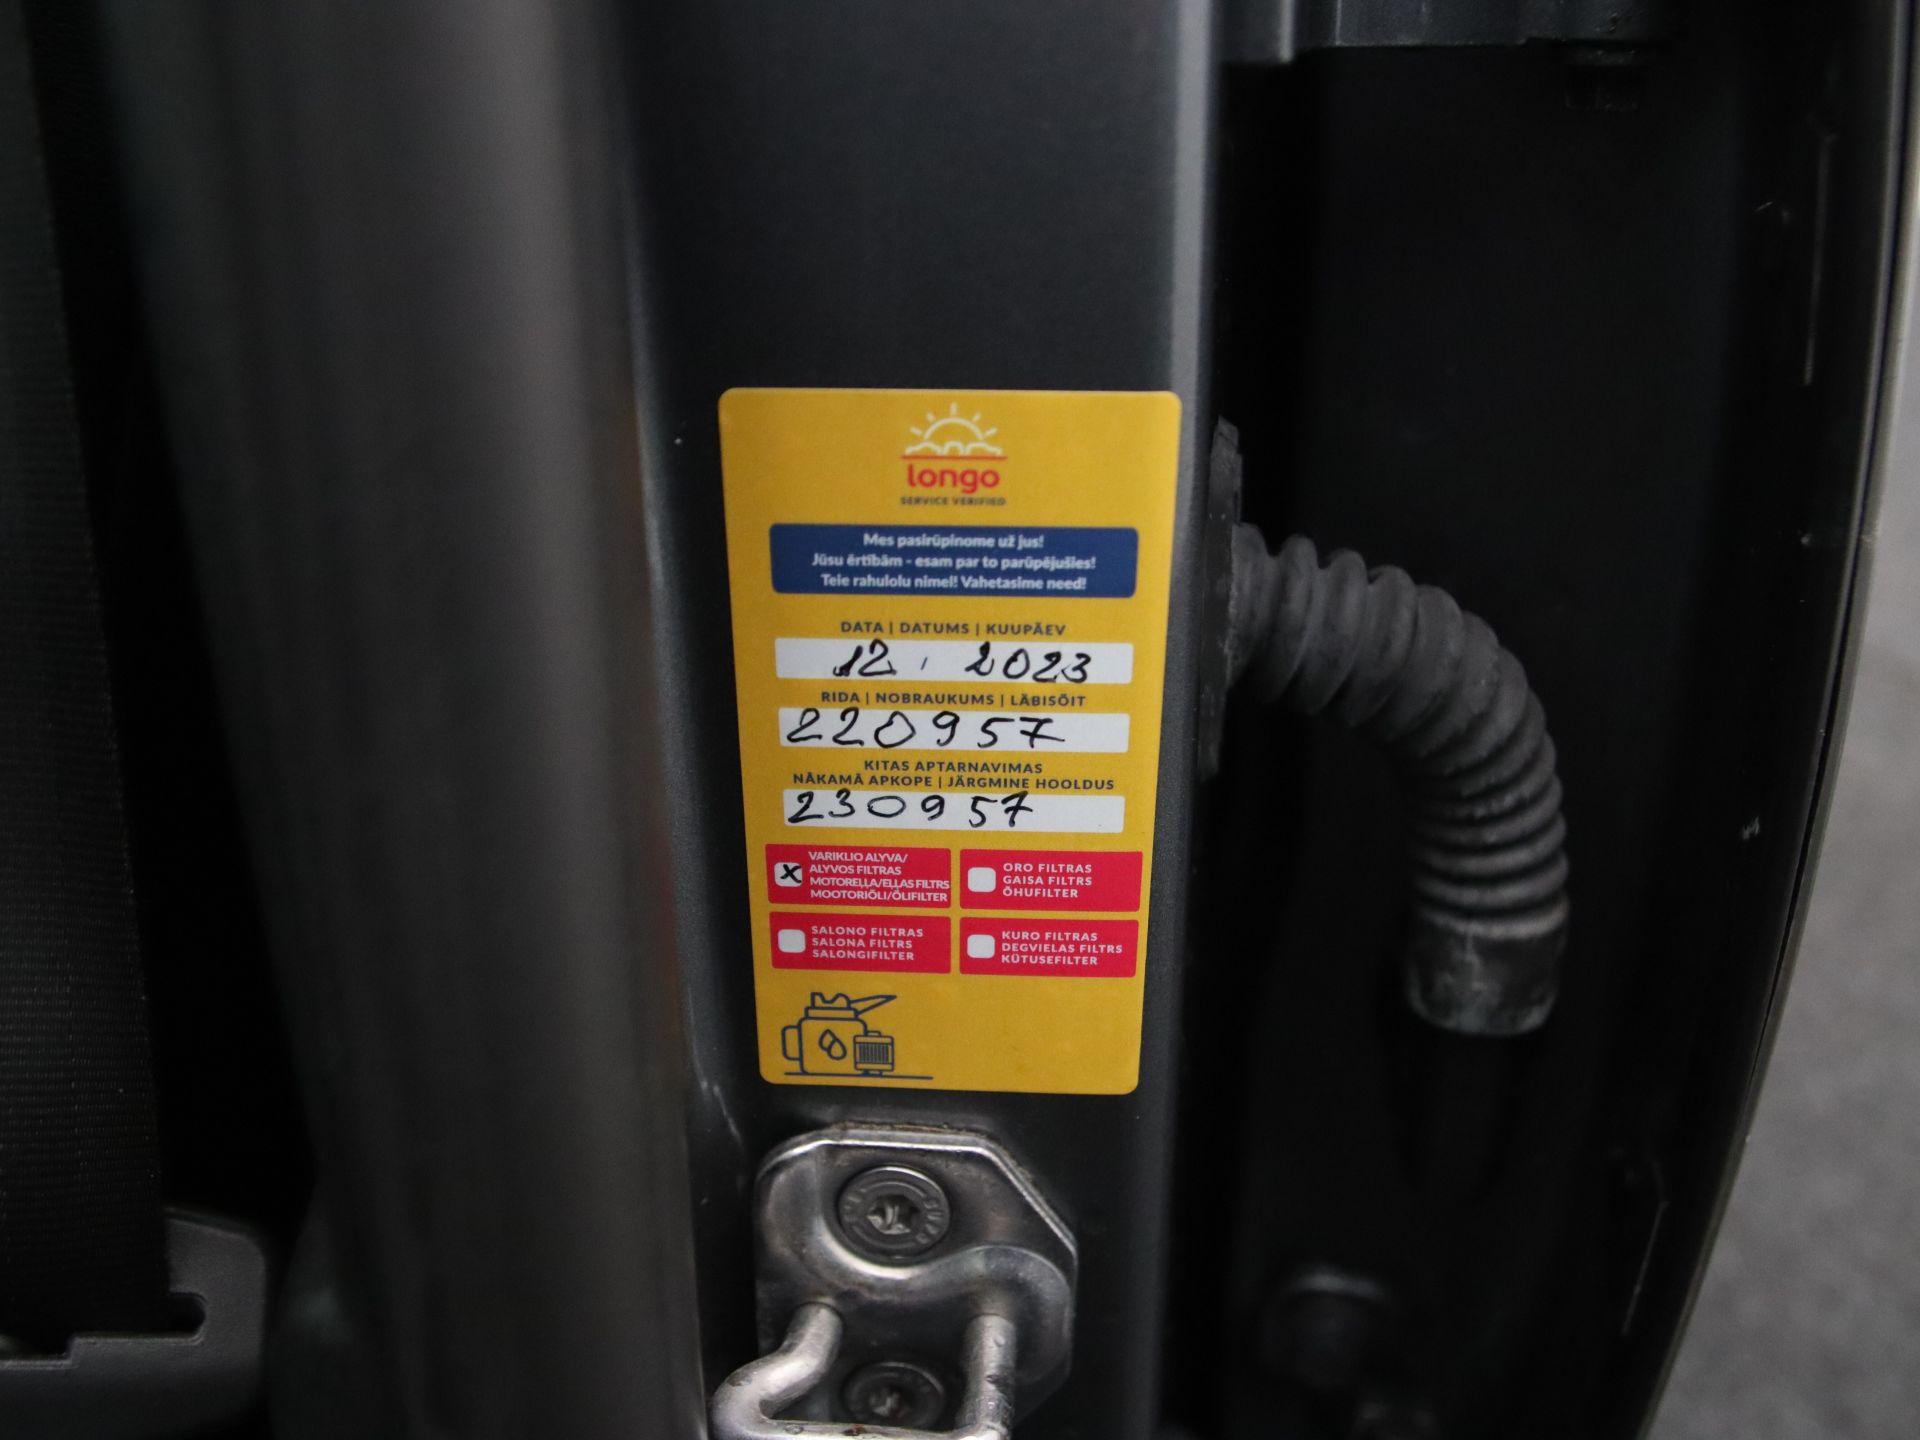 longo
SERVICE VERIFIED
Mes pasirūpinome už jus!
Jūsu ērtībām - esam par to parūpējušies!
Teie rahulolu nimel! Vahetasime need!
DATA | DATUMS | KUUPÄEV
12. 2023
RIDA | NOBRAUKUMS | LÄBISÕIT
220957
KITAS APTARNAVIMAS
NĀKAMĀ APKOPE | JÄRGMINE HOOLDUS
230957
X
VARIKLIO ALYVA/
ALYVOS FILTRAS
MOTOREĻĻA/EĻĻAS FILTRS
MOOTORIÕLI/ÕLIFILTER
ORO FILTRAS
GAISA FILTRS
ÕHUFILTER
SALONO FILTRAS
SALONA FILTRS
SALONGIFILTER
KURO FILTRAS
DEGVIELAS FILTRS
KÜTUSEFILTER